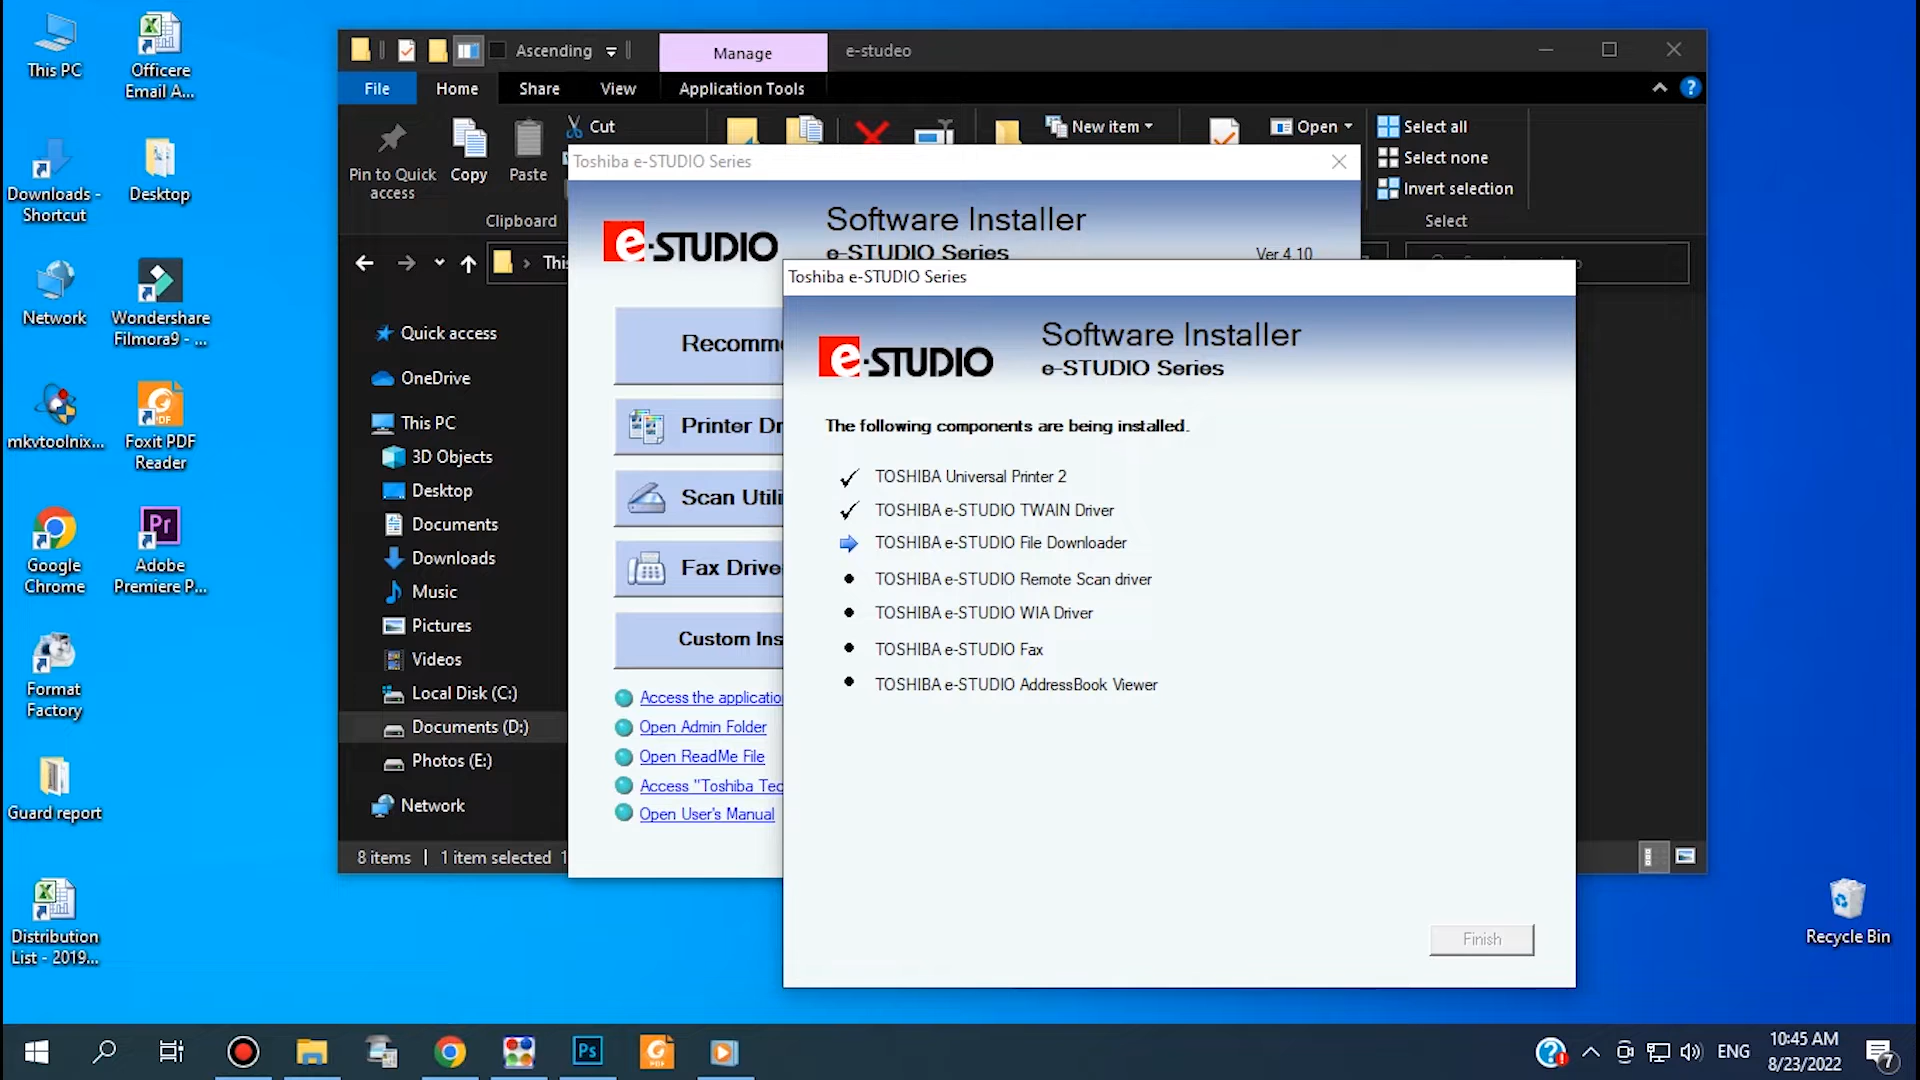 This PC
Officere
Email A...
Downloads -
Shortcut
Desktop
Network
Wondershare
Filmora9 - ...
mkvtoolnix...
Foxit PDF
Reader
Google
Chrome
Adobe
Premiere P...
Format
Factory
Guard report
Distribution
List - 2019...
Recycle Bin
Ascending
Manage
e-studeo
File
Home
Share
View
Application Tools
Pin to Quick
access
Copy
Paste
Cut
Clipboard
New item
Open
Select all
Select none
Invert selection
Select
Quick access
OneDrive
This PC
3D Objects
Desktop
Documents
Downloads
Music
Pictures
Videos
Local Disk (C:)
Documents (D:)
Photos (E:)
Network
8 items
1 item selected
Toshiba e-STUDIO Series
e-STUDIO
Software Installer
e-STUDIO Series
Ver 4.10
Printer
Scan
Fax
Custom
Access the
Open Admin Folder
Open ReadMe File
Access "Toshiba
Open User's Manual
Toshiba e-STUDIO Series
e-STUDIO
Software Installer
e-STUDIO Series
The following components are being installed.
TOSHIBA Universal Printer 2
TOSHIBA e-STUDIO TWAIN Driver
TOSHIBA e-STUDIO File Downloader
TOSHIBA e-STUDIO Remote Scan driver
TOSHIBA e-STUDIO WIA Driver
TOSHIBA e-STUDIO Fax
TOSHIBA e-STUDIO AddressBook Viewer
Finish
Pr
Ps
PDF
ENG
10:45 AM
8/23/2022
7